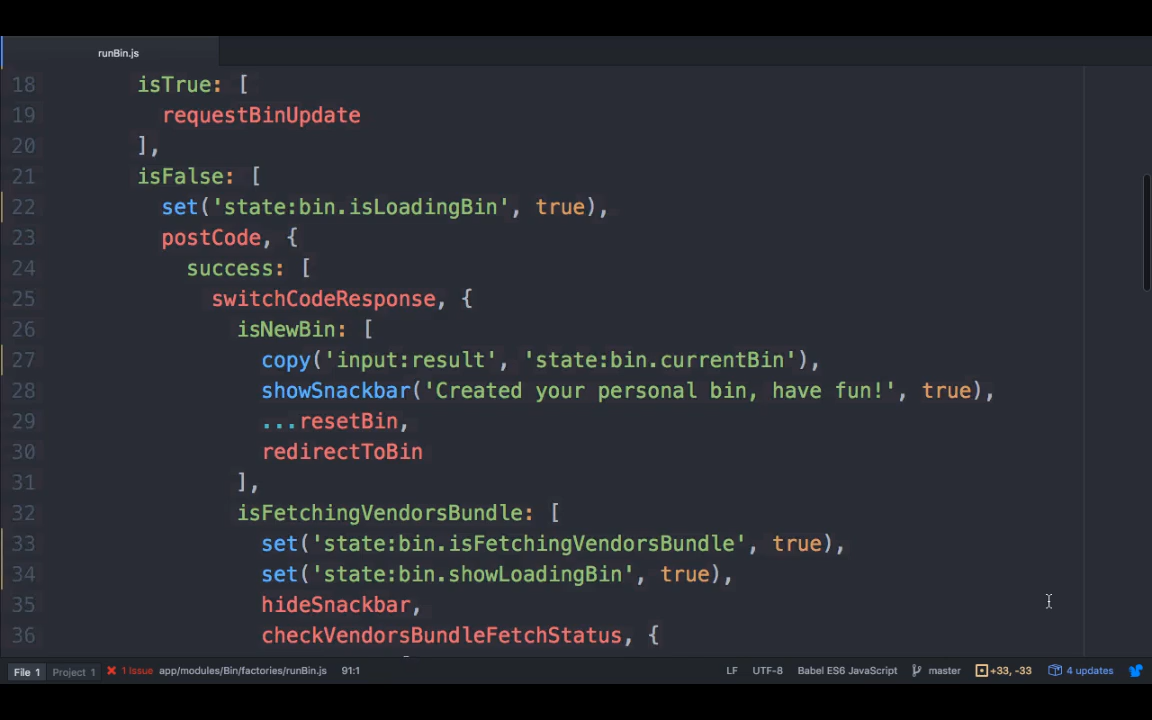 runBin.js
18 isTrue: [
19 requestBinUpdate
20 ],
21 isFalse: [
22 set('state:bin.isLoadingBin', true),
23 postCode, {
24 success: [
25 switchCodeResponse, {
26 isNewBin: [
27 copy('input:result', 'state:bin.currentBin'),
28 showSnackbar('Created your personal bin, have fun!', true),
29 ...resetBin,
30 redirectToBin
31 ],
32 isFetchingVendorsBundle: [
33 set('state:bin.isFetchingVendorsBundle', true),
34 set('state:bin.showLoadingBin', true),
35 hideSnackbar,
36 checkVendorsBundleFetchStatus, {
File 1 Project 1 1 Issue app/modules/Bin/factories/runBin.js 91:1 LF UTF-8 Babel ES6 JavaScript master +33, -33 4 updates